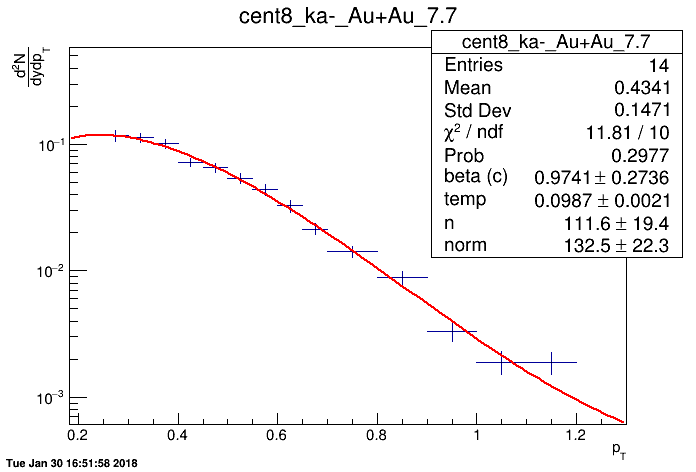 cent8_ka-_Au+Au_7.7
cent8_ka-_Au+Au_7.7
Entries 14
Mean 0.4341
Std Dev 0.1471
χ² / ndf 11.81 / 10
Prob 0.2977
beta (c) 0.9741 ± 0.2736
temp 0.0987 ± 0.0021
n 111.6 ± 19.4
norm 132.5 ± 22.3
d²N
dydp_T
10⁻¹
10⁻²
10⁻³
0.2 0.4 0.6 0.8 1 1.2
p_T
Tue Jan 30 16:51:58 2018